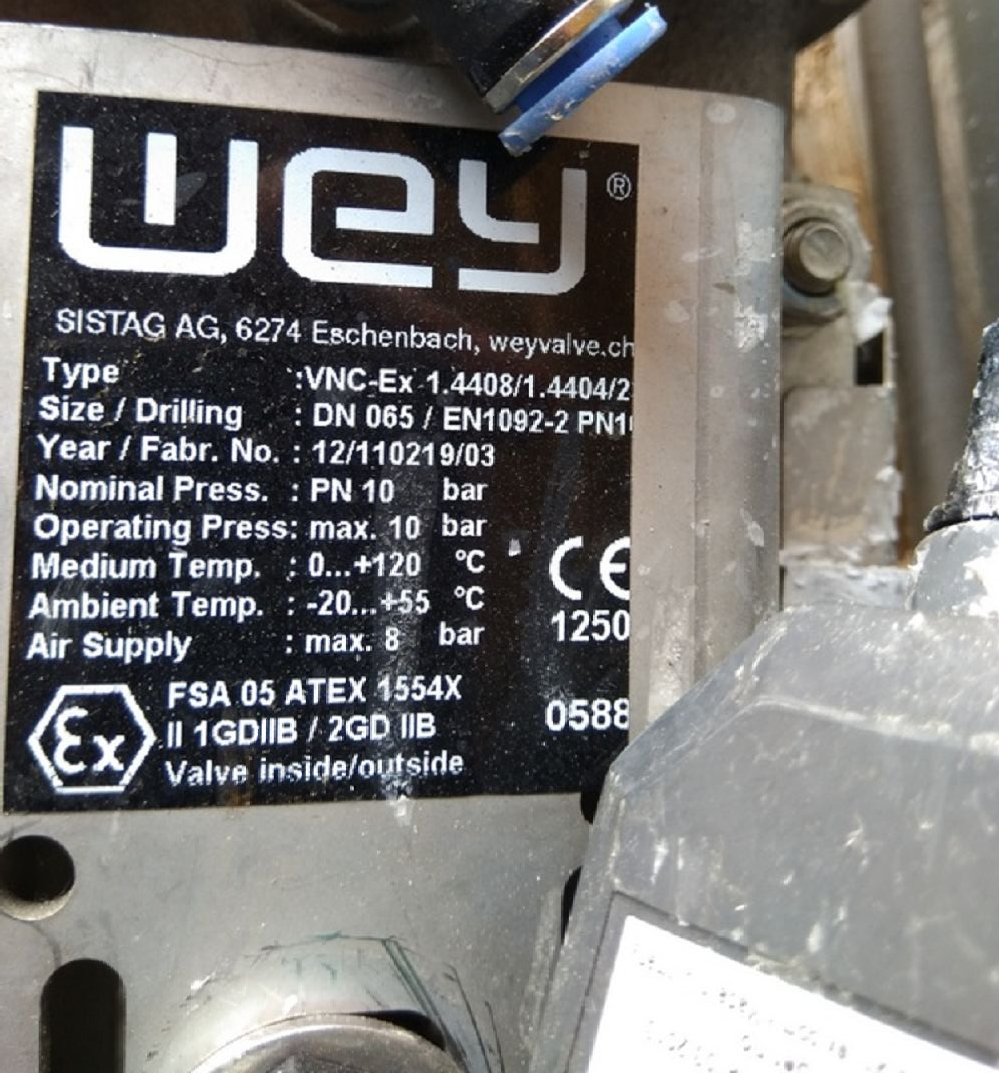 wey®
SISTAG AG, 6274 Eschenbach, weyvalve.ch
Type :VNC-Ex 1.4408/1.4404/2
Size / Drilling : DN 065 / EN1092-2 PN1
Year / Fabr. No. : 12/110219/03
Nominal Press. : PN 10 bar
Operating Press: max. 10 bar
Medium Temp. : 0...+120 °C
Ambient Temp. : -20...+55 °C
Air Supply : max. 8 bar
CE
1250
Ex
FSA 05 ATEX 1554X
II 1GDIIB / 2GD IIB
Valve inside/outside
0588